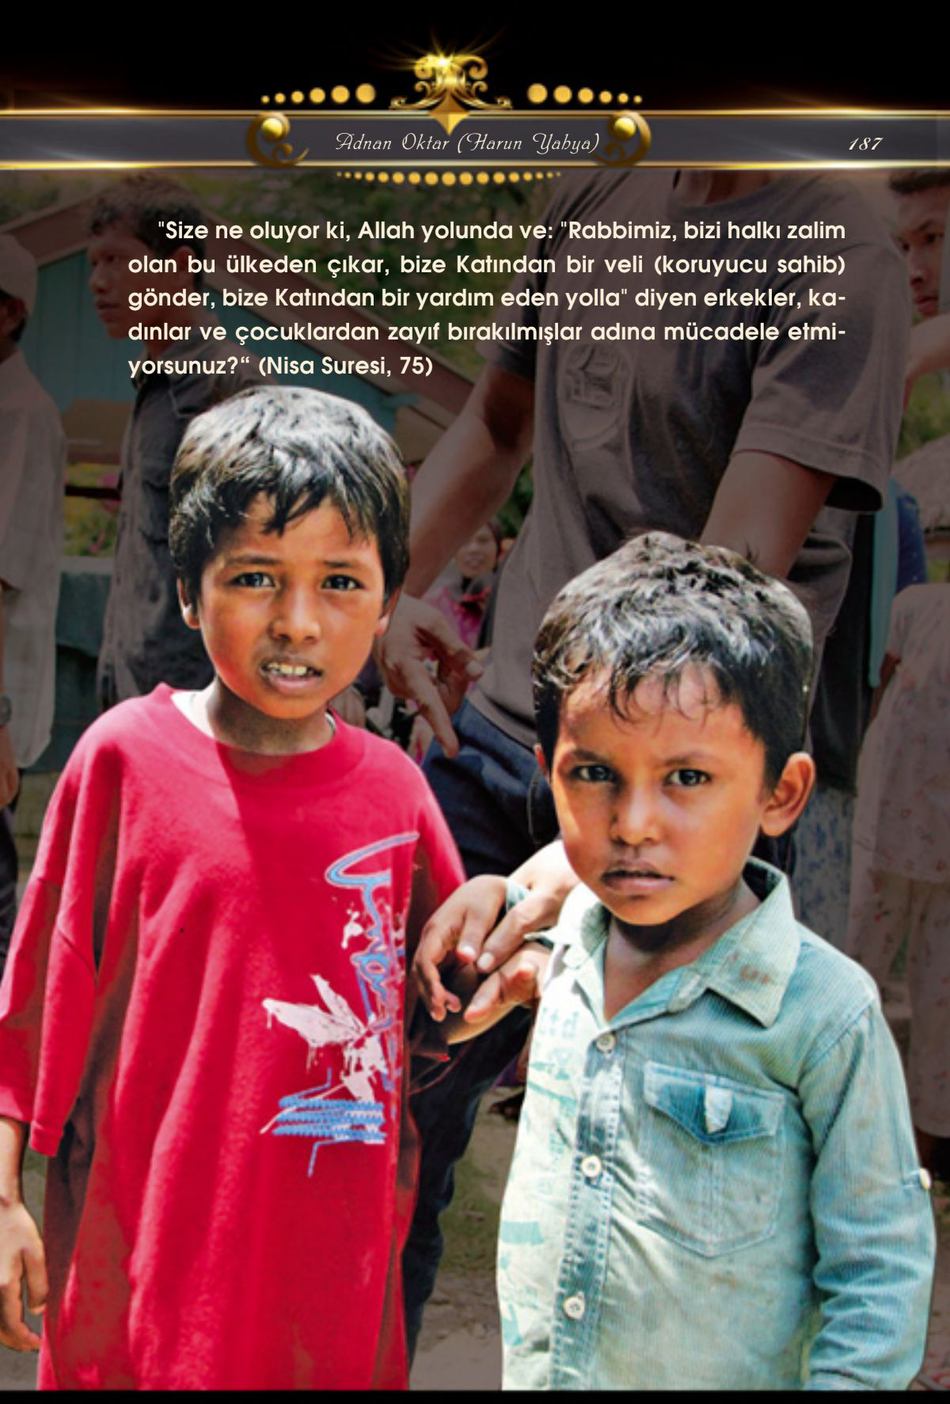 Adnan Oktar (Harun Yahya)
187
"Size ne oluyor ki, Allah yolunda ve: "Rabbimiz, bizi halkı zalim
olan bu ülkeden çıkar, bize Katından bir veli (koruyucu sahib)
gönder, bize Katından bir yardım eden yolla" diyen erkekler, ka-
dınlar ve çocuklardan zayıf bırakılmışlar adına mücadele etmi-
yorsunuz?“ (Nisa Suresi, 75)